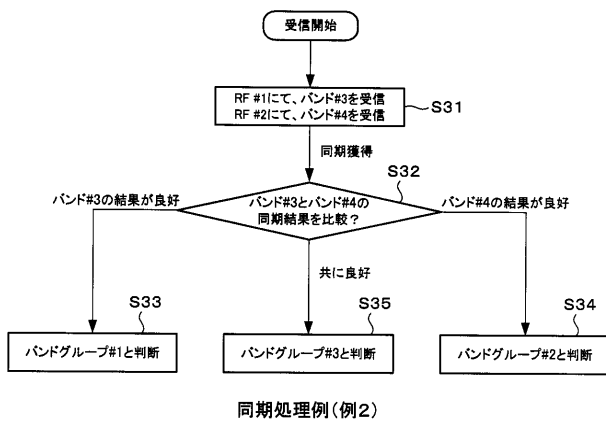 受信開始
RF #1にて、バンド#3を受信
RF #2にて、バンド#4を受信
S31
同期獲得
S32
バンド#3の結果が良好
バンド#3とバンド#4の
同期結果を比較?
バンド#4の結果が良好
共に良好
S33
S35
S34
バンドグループ#1と判断
バンドグループ#3と判断
バンドグループ#2と判断
同期処理例(例2)